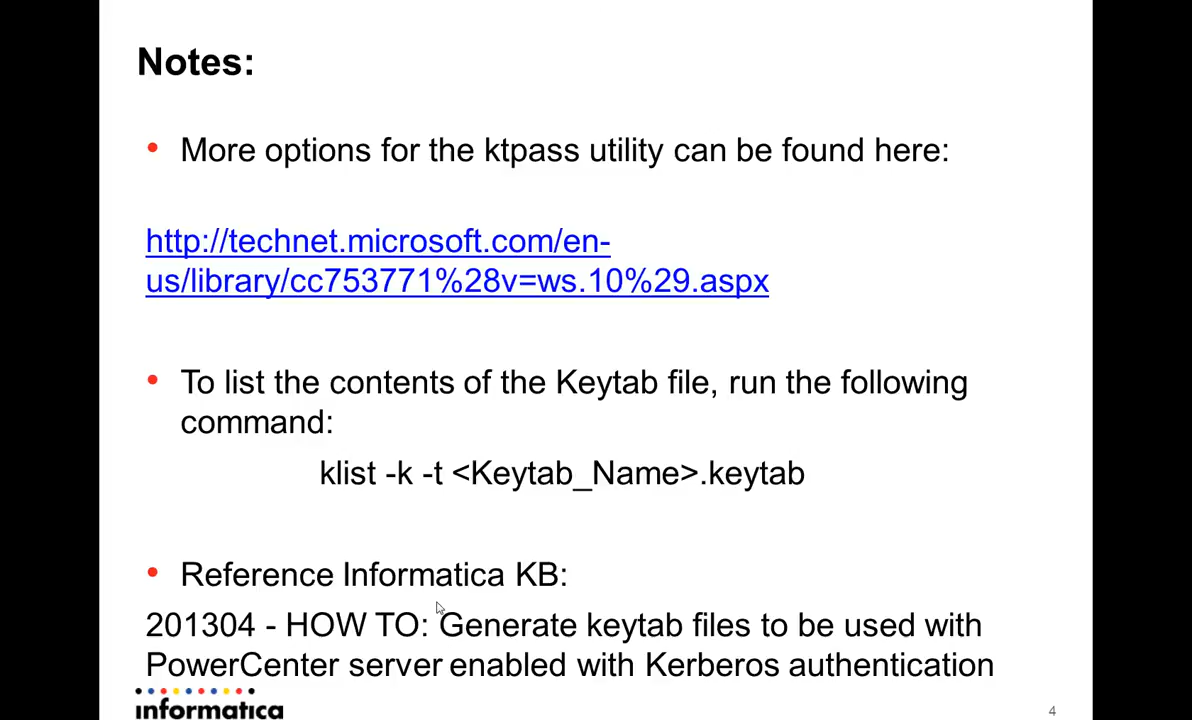 Notes:
• More options for the ktpass utility can be found here:
http://technet.microsoft.com/en-
us/library/cc753771%28v=ws.10%29.aspx
• To list the contents of the Keytab file, run the following
command:
klist -k -t <Keytab_Name>.keytab
• Reference Informatica KB:
201304 - HOW TO: Generate keytab files to be used with
PowerCenter server enabled with Kerberos authentication
informatica
4